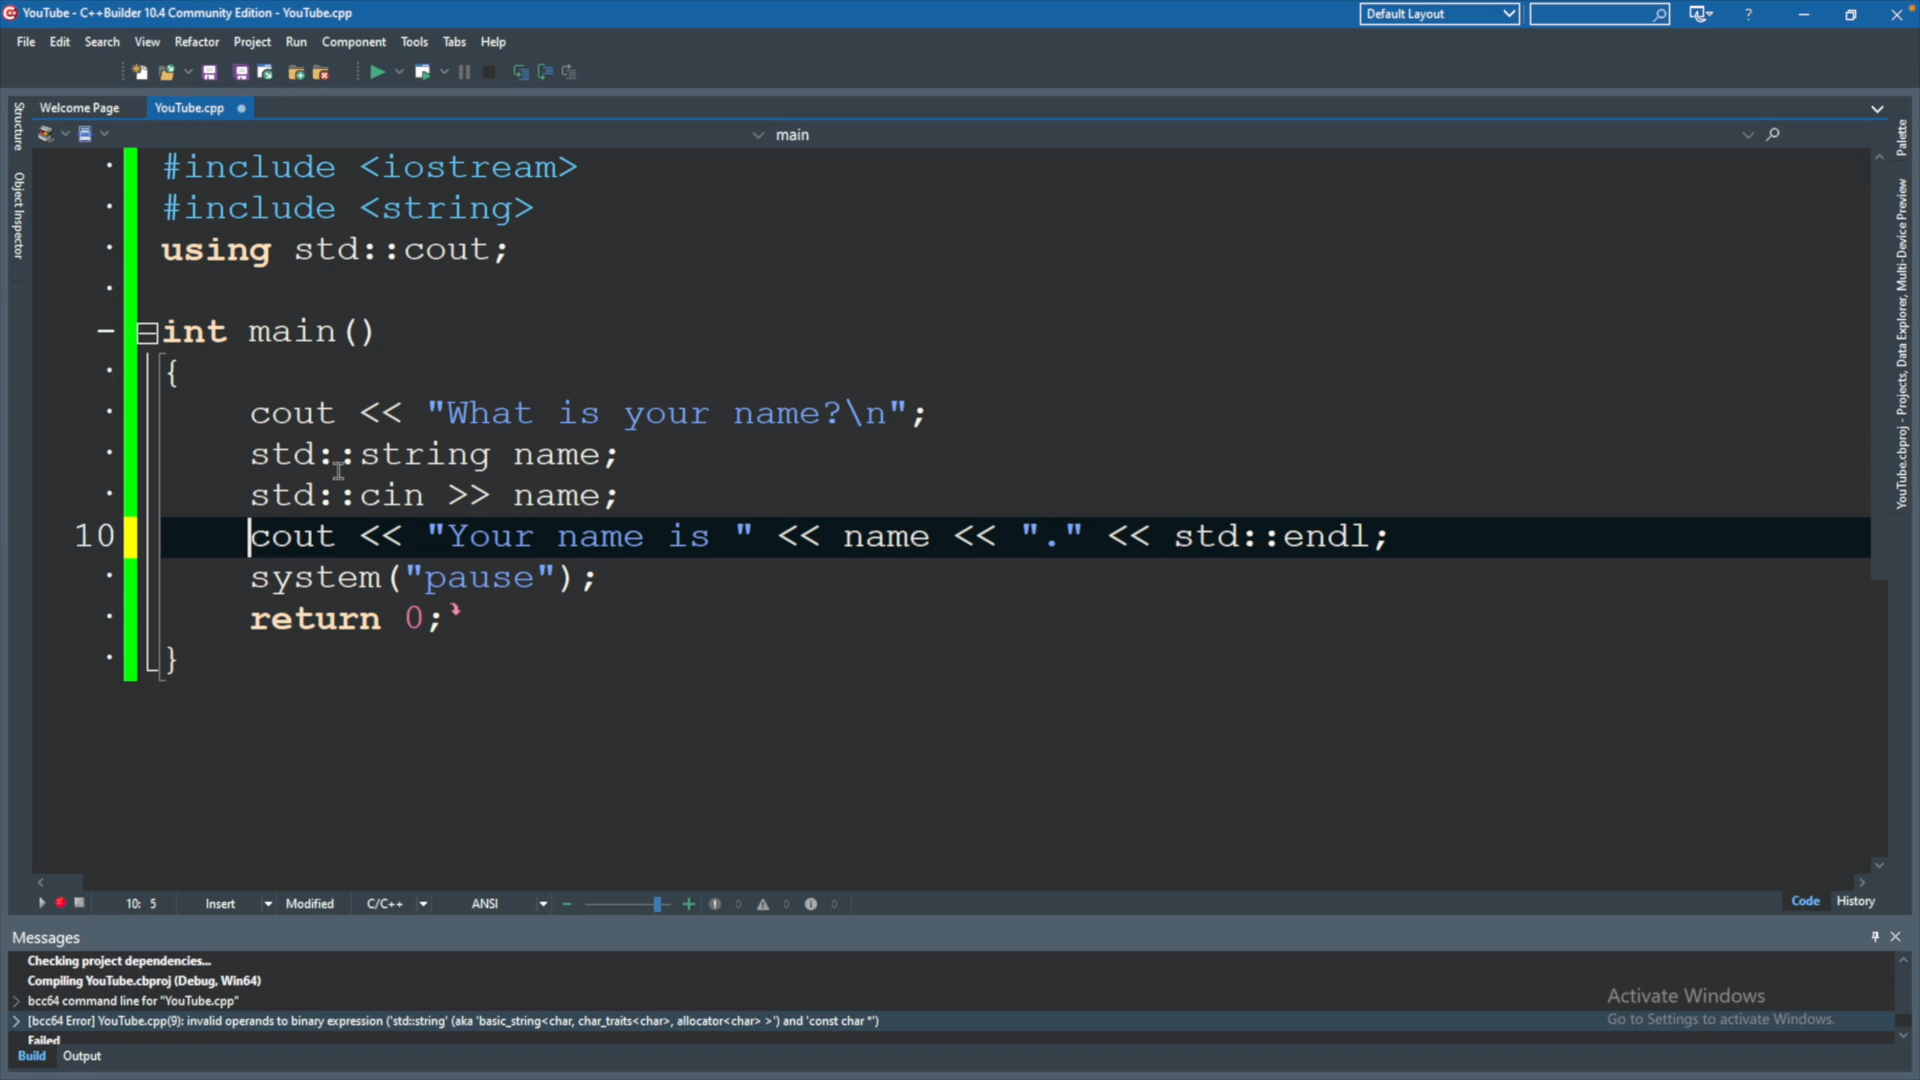 YouTube - C++Builder 10.4 Community Edition - YouTube.cpp
Default Layout
?
File Edit Search View Refactor Project Run Component Tools Tabs Help
Welcome Page
YouTube.cpp
main
Structure
Object Inspector
Palette
YouTube.cbproj - Projects, Data Explorer, Multi-Device Preview
#include <iostream>
#include <string>
using std::cout;
int main()
{
cout << "What is your name?\n";
std::string name;
std::cin >> name;
10 cout << "Your name is " << name << "." << std::endl;
system("pause");
return 0;
}
10: 5 Insert Modified C/C++ ANSI 0 0 0
Code History
Messages
Checking project dependencies...
Compiling YouTube.cbproj (Debug, Win64)
bcc64 command line for "YouTube.cpp"
[bcc64 Error] YouTube.cpp(9): invalid operands to binary expression ('std::string' (aka 'basic_string<char, char_traits<char>, allocator<char> >') and 'const char *')
Failed
Build Output
Activate Windows
Go to Settings to activate Windows.